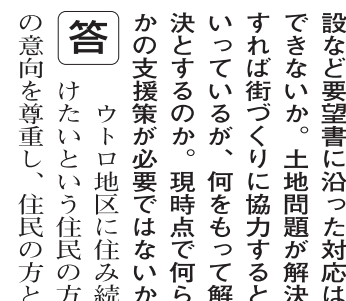 設など要望書に沿った対応は
できないか。土地問題が解決
すれば街づくりに協力すると
いっているが、何をもって解
決とするのか。現時点で何ら
かの支援策が必要ではないか
答
ウトロ地区に住み続
けたいという住民の方
の意向を尊重し、住民の方と